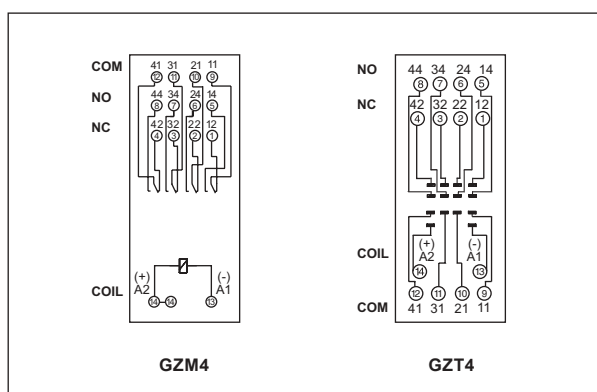 COM 41 31 21 11
12 11 10 9
NO 44 34 24 14
8 7 6 5
NC 42 32 22 12
4 3 2 1
(+) (-)
COIL A2 A1
14 14 13
GZM4
NO 44 34 24 14
8 7 6 5
NC 42 32 22 12
4 3 2 1
COIL (+) (-)
A2 A1
14 13
12 11 10 9
COM 41 31 21 11
GZT4